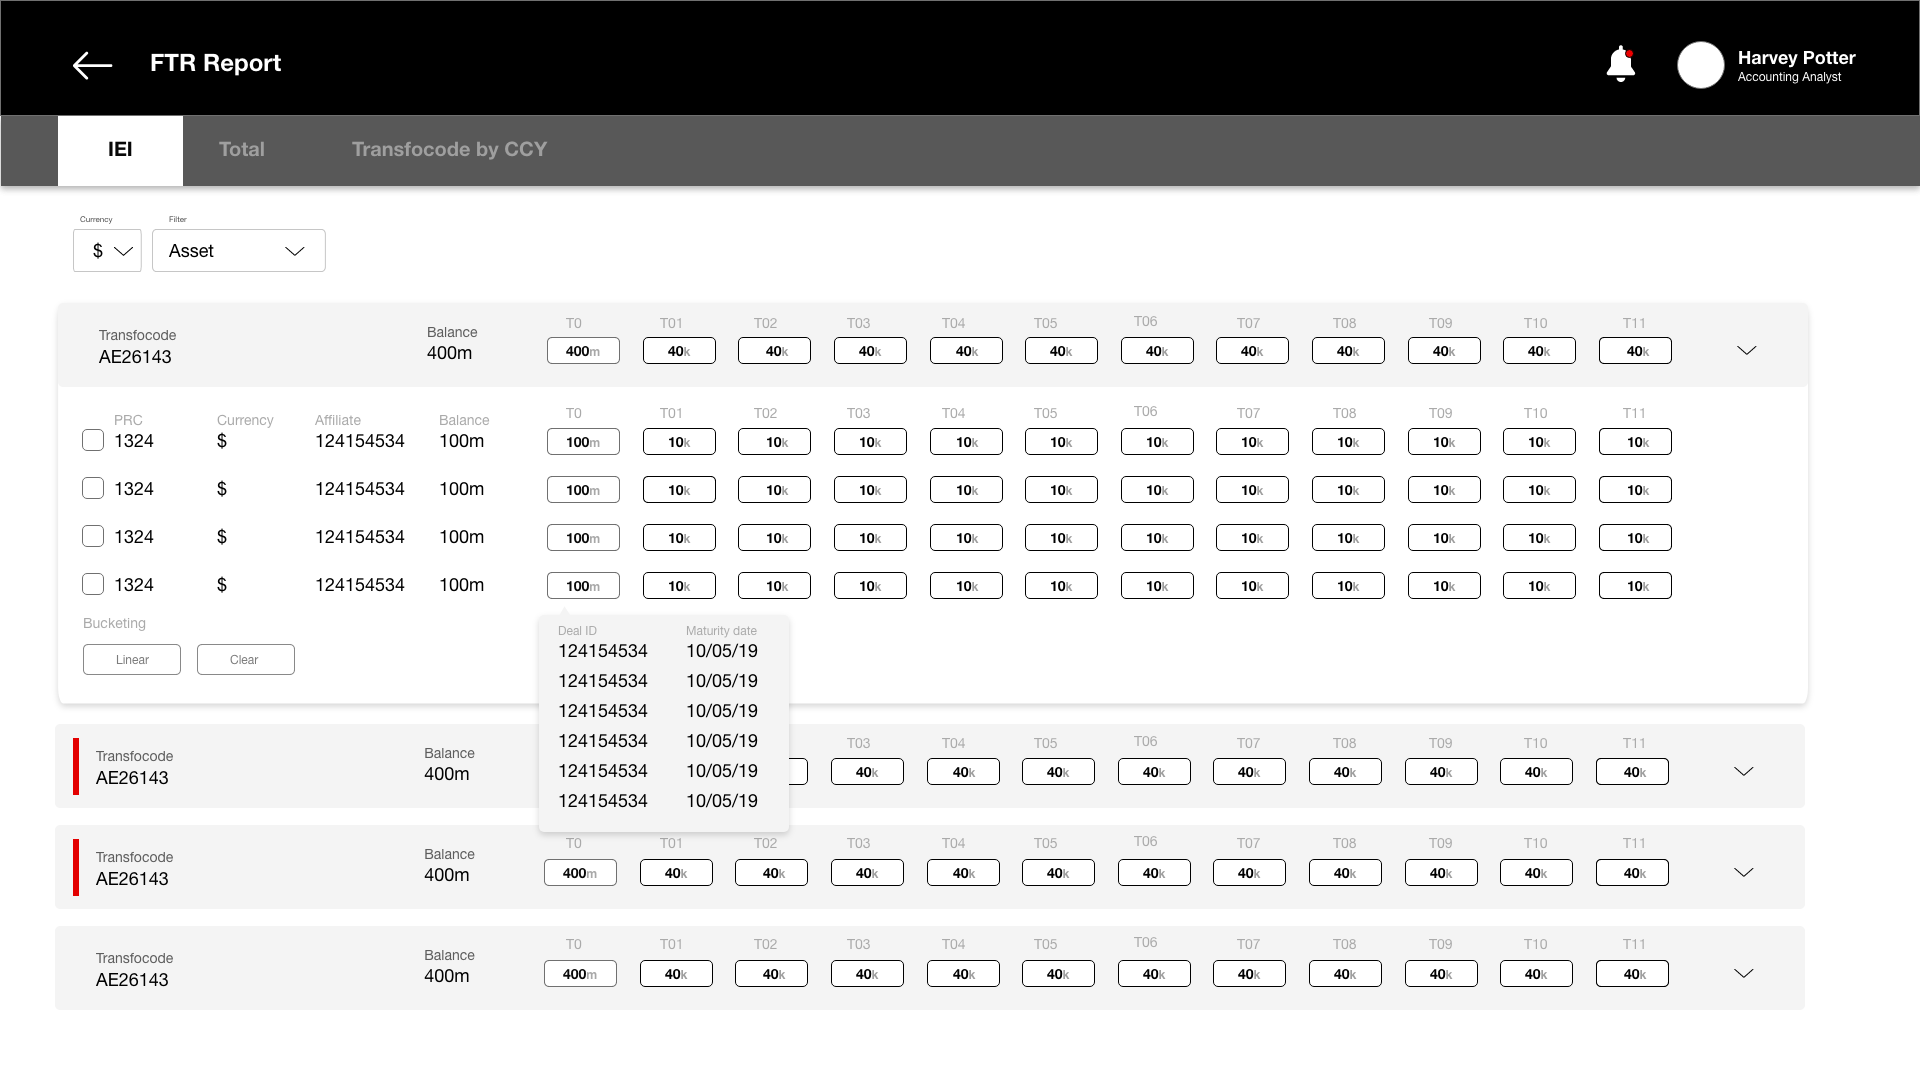 FTR Report
Harvey Potter
Accounting Analyst
IEI Total Transfocode by CCY
Currency Filter
$ Asset
Transfocode Balance T0 T01 T02 T03 T04 T05 T06 T07 T08 T09 T10 T11
AE26143 400m 400m 40k 40k 40k 40k 40k 40k 40k 40k 40k 40k 40k
PRC Currency Affiliate Balance T0 T01 T02 T03 T04 T05 T06 T07 T08 T09 T10 T11
1324 $ 124154534 100m 100m 10k 10k 10k 10k 10k 10k 10k 10k 10k 10k 10k
1324 $ 124154534 100m 100m 10k 10k 10k 10k 10k 10k 10k 10k 10k 10k 10k
1324 $ 124154534 100m 100m 10k 10k 10k 10k 10k 10k 10k 10k 10k 10k 10k
1324 $ 124154534 100m 100m 10k 10k 10k 10k 10k 10k 10k 10k 10k 10k 10k
Bucketing
Linear Clear
Deal ID Maturity date
124154534 10/05/19
124154534 10/05/19
124154534 10/05/19
124154534 10/05/19
124154534 10/05/19
124154534 10/05/19
Transfocode Balance T03 T04 T05 T06 T07 T08 T09 T10 T11
AE26143 400m 40k 40k 40k 40k 40k 40k 40k 40k 40k
Transfocode Balance T0 T01 T02 T03 T04 T05 T06 T07 T08 T09 T10 T11
AE26143 400m 400m 40k 40k 40k 40k 40k 40k 40k 40k 40k 40k 40k
Transfocode Balance T0 T01 T02 T03 T04 T05 T06 T07 T08 T09 T10 T11
AE26143 400m 400m 40k 40k 40k 40k 40k 40k 40k 40k 40k 40k 40k